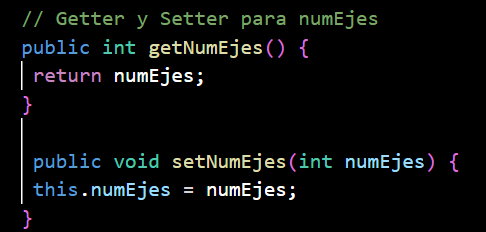 // Getter y Setter para numEjes
public int getNumEjes() {
return numEjes;
}
public void setNumEjes(int numEjes) {
this.numEjes = numEjes;
}